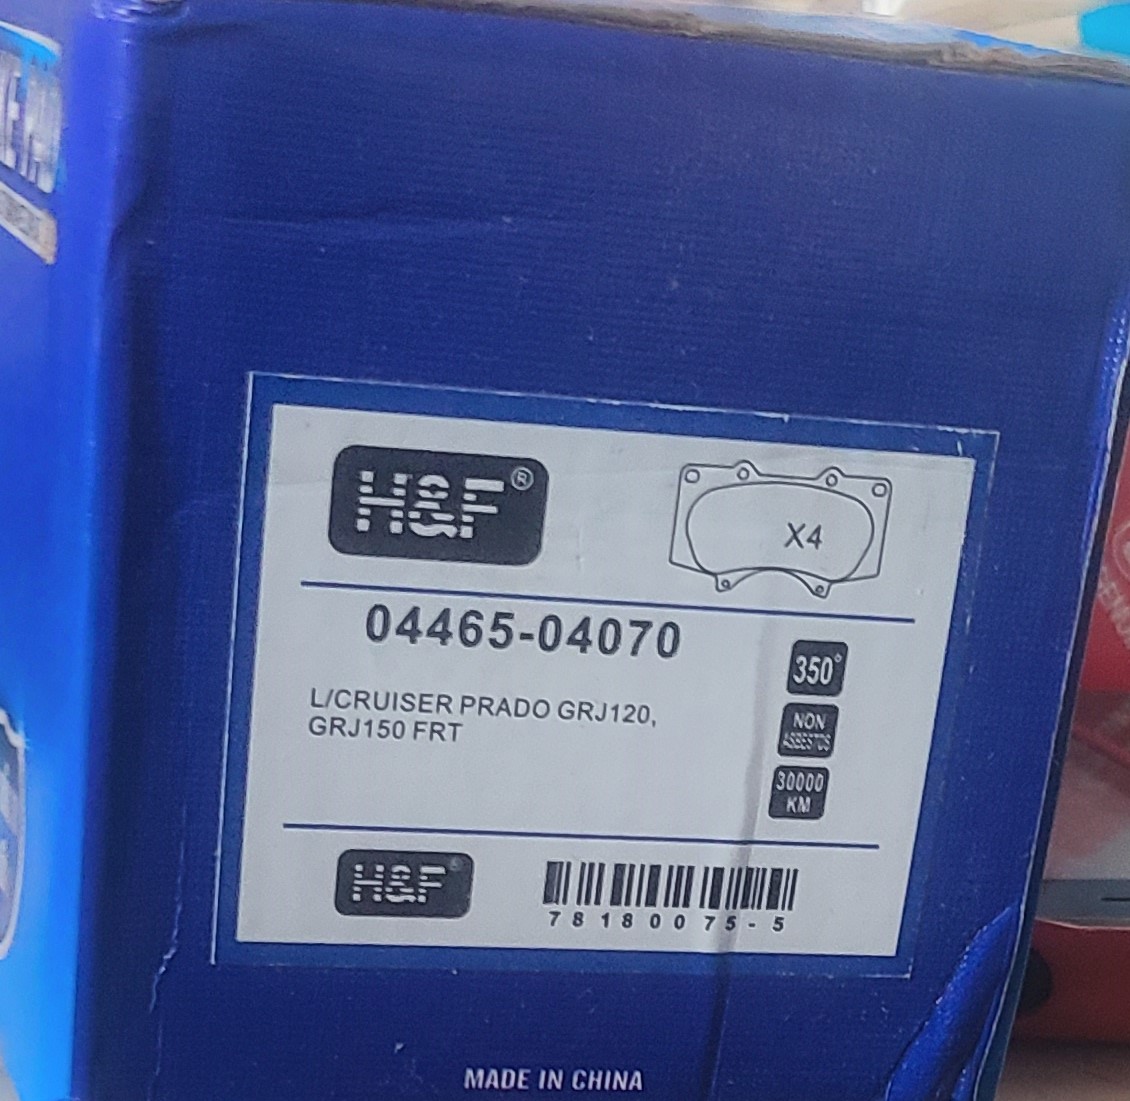 H&F®
X4
04465-04070
350°
L/CRUISER PRADO GRJ120,
GRJ150 FRT
NON
ASBESTOS
30000
KM
H&F
78180075-5
MADE IN CHINA